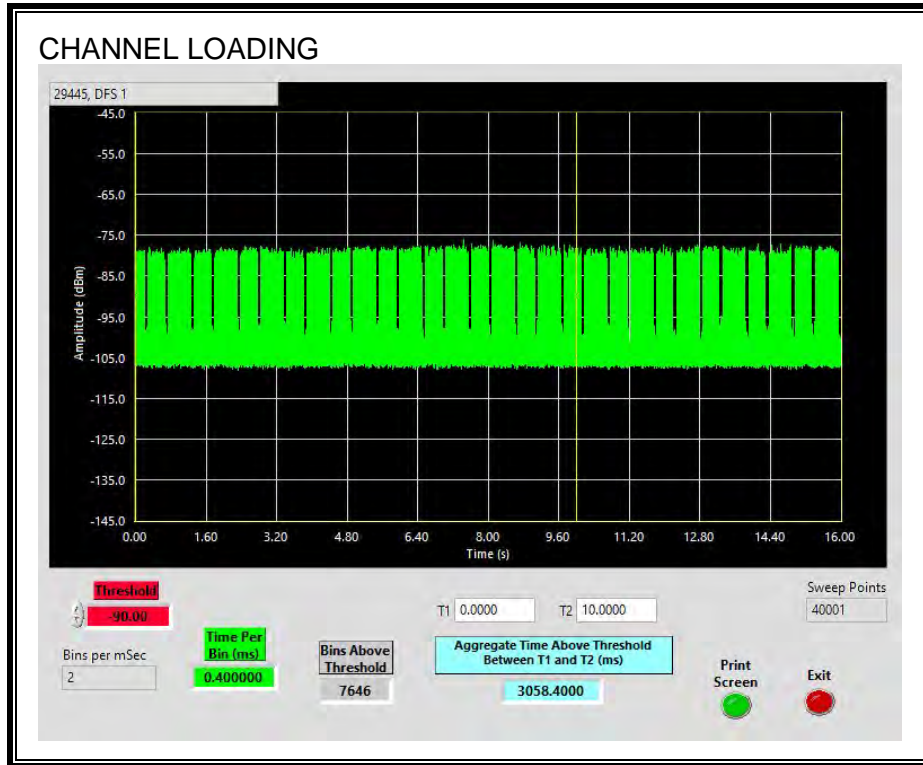 CHANNEL LOADING
29445, DFS 1
-45.0
-55.0
-65.0
-75.0
-85.0
-95.0
-105.0
-115.0
-125.0
-135.0
-145.0
Amplitude (dBm)
0.00 1.60 3.20 4.80 6.40 8.00 9.60 11.20 12.80 14.40 16.00
Time (s)
Threshold
-90.00
Bins per mSec
2
Time Per
Bin (ms)
0.400000
Bins Above
Threshold
7646
T1 0.0000 T2 10.0000
Aggregate Time Above Threshold
Between T1 and T2 (ms)
3058.4000
Sweep Points
40001
Print
Screen
Exit